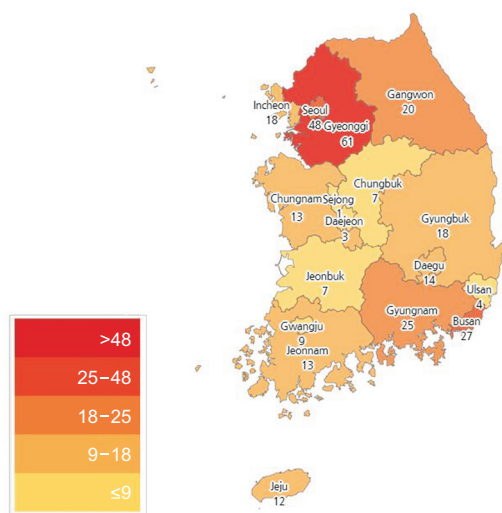 Gangwon
20
Incheon
18
Seoul
48
Gyeonggi
61
Chungbuk
7
Chungnam
13
Sejong
1
Daejeon
3
Gyungbuk
18
Daegu
14
Jeonbuk
7
Ulsan
4
Gyungnam
25
Busan
27
Gwangju
9
Jeonnam
13
Jeju
12
>48
25–48
18–25
9–18
≤9